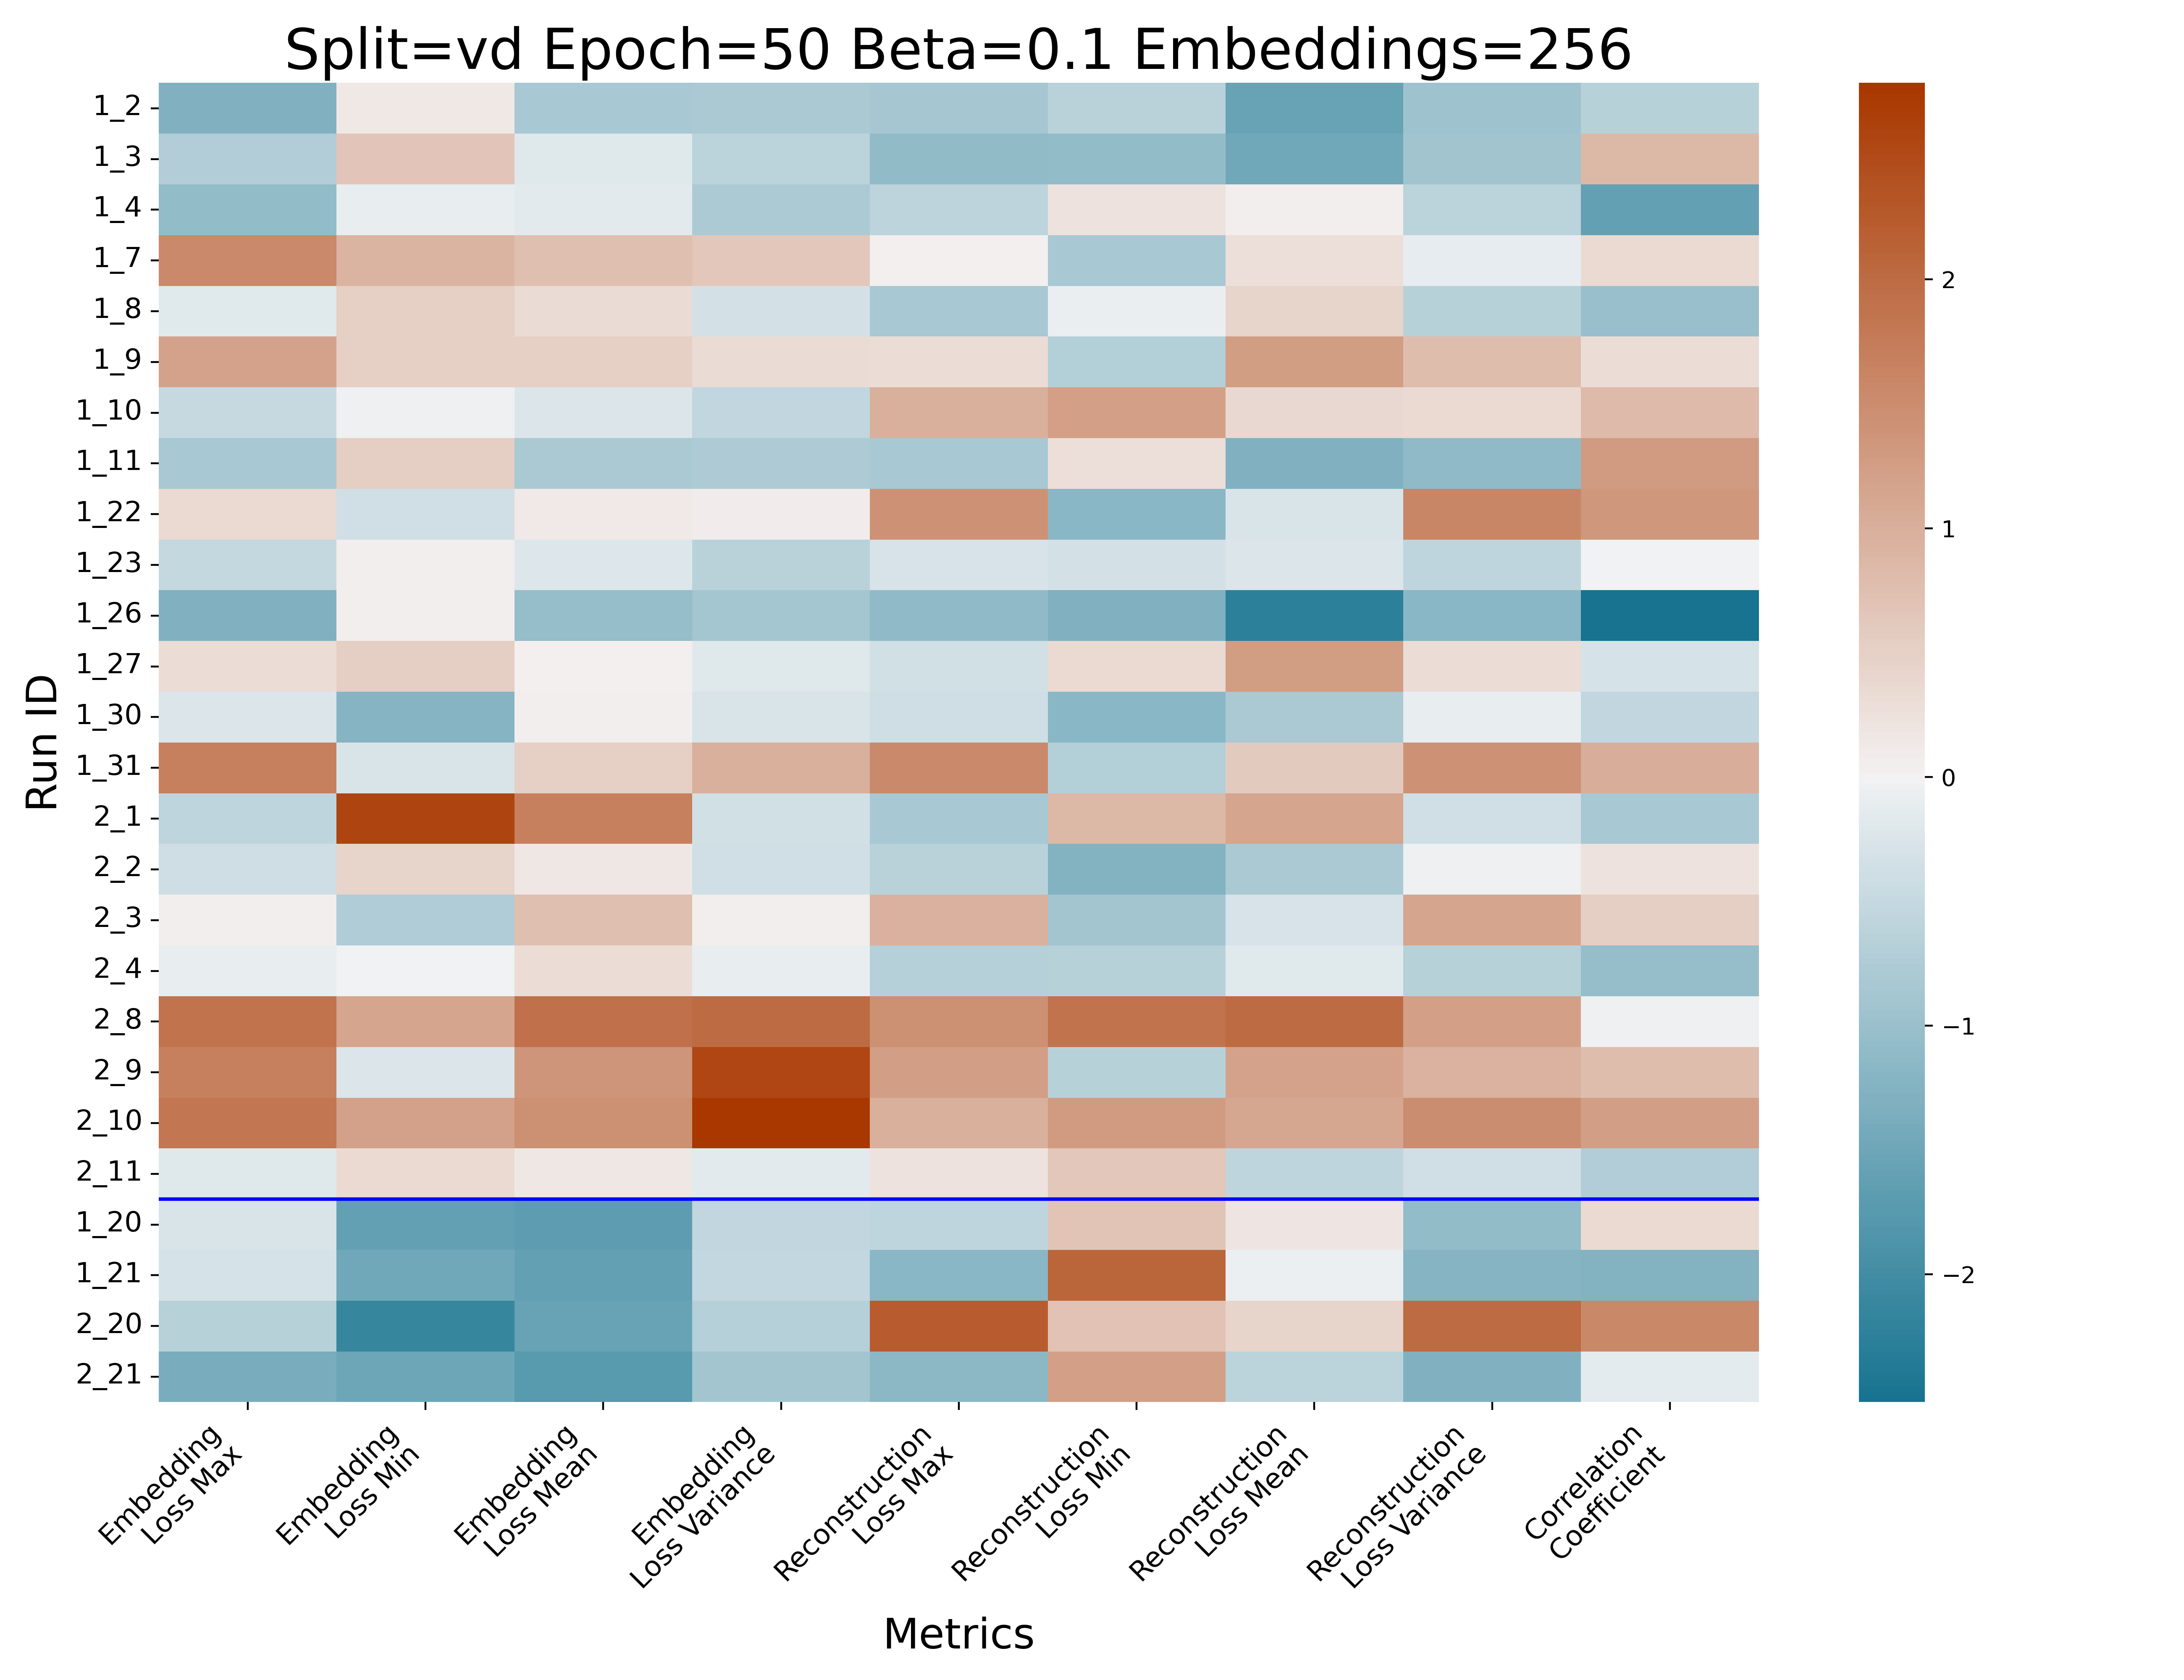 Split=vd Epoch=50 Beta=0.1 Embeddings=256
Run ID
1_2
1_3
1_4
1_7
1_8
1_9
1_10
1_11
1_22
1_23
1_26
1_27
1_30
1_31
2_1
2_2
2_3
2_4
2_8
2_9
2_10
2_11
1_20
1_21
2_20
2_21
Embedding
Loss Max
Embedding
Loss Min
Embedding
Loss Mean
Embedding
Loss Variance
Reconstruction
Loss Max
Reconstruction
Loss Min
Reconstruction
Loss Mean
Reconstruction
Loss Variance
Correlation
Coefficient
Metrics
2
1
0
−1
−2